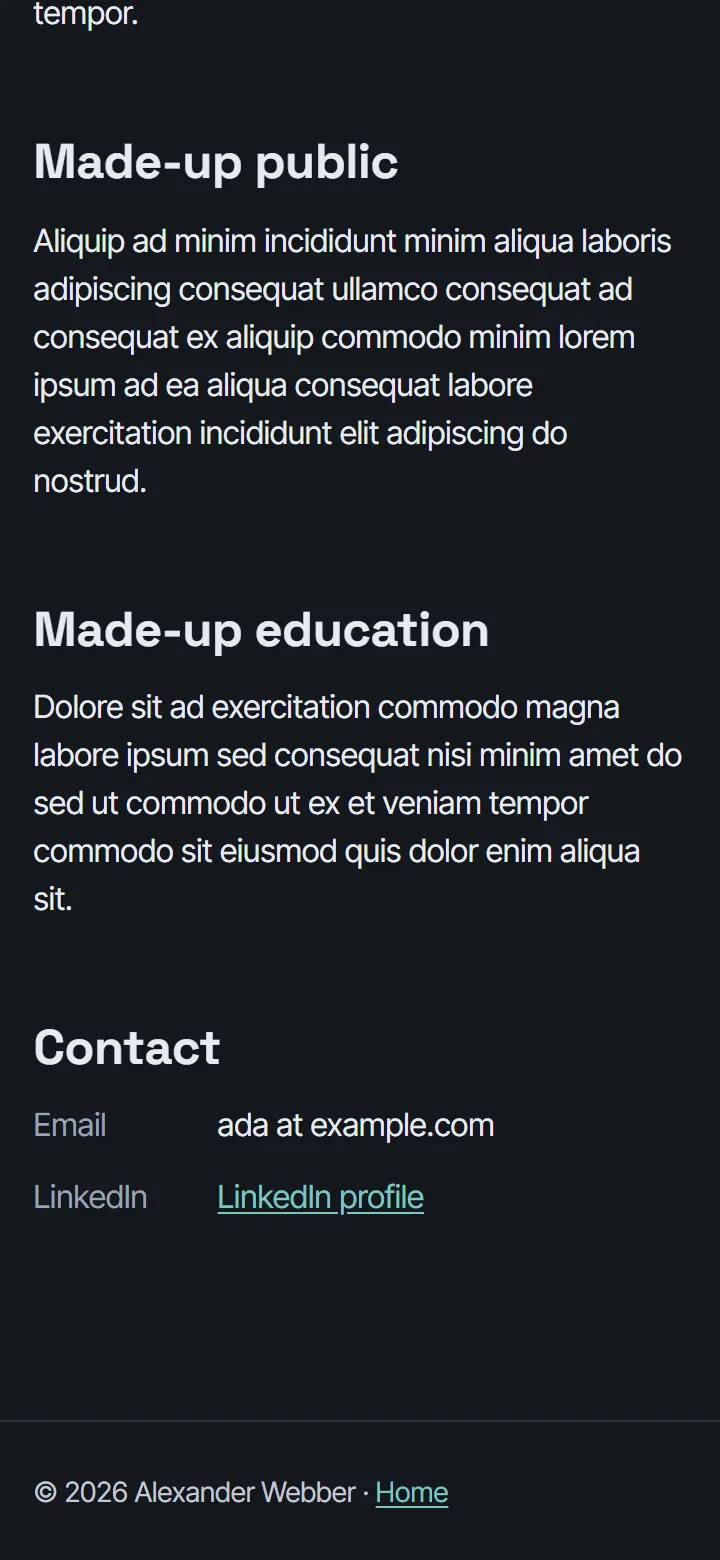 tempor.
Made-up public
Aliquip ad minim incididunt minim aliqua laboris
adipiscing consequat ullamco consequat ad
consequat ex aliquip commodo minim lorem
ipsum ad ea aliqua consequat labore
exercitation incididunt elit adipiscing do
nostrud.
Made-up education
Dolore sit ad exercitation commodo magna
labore ipsum sed consequat nisi minim amet do
sed ut commodo ut ex et veniam tempor
commodo sit eiusmod quis dolor enim aliqua
sit.
Contact
Email ada at example.com
LinkedIn LinkedIn profile
© 2026 Alexander Webber · Home